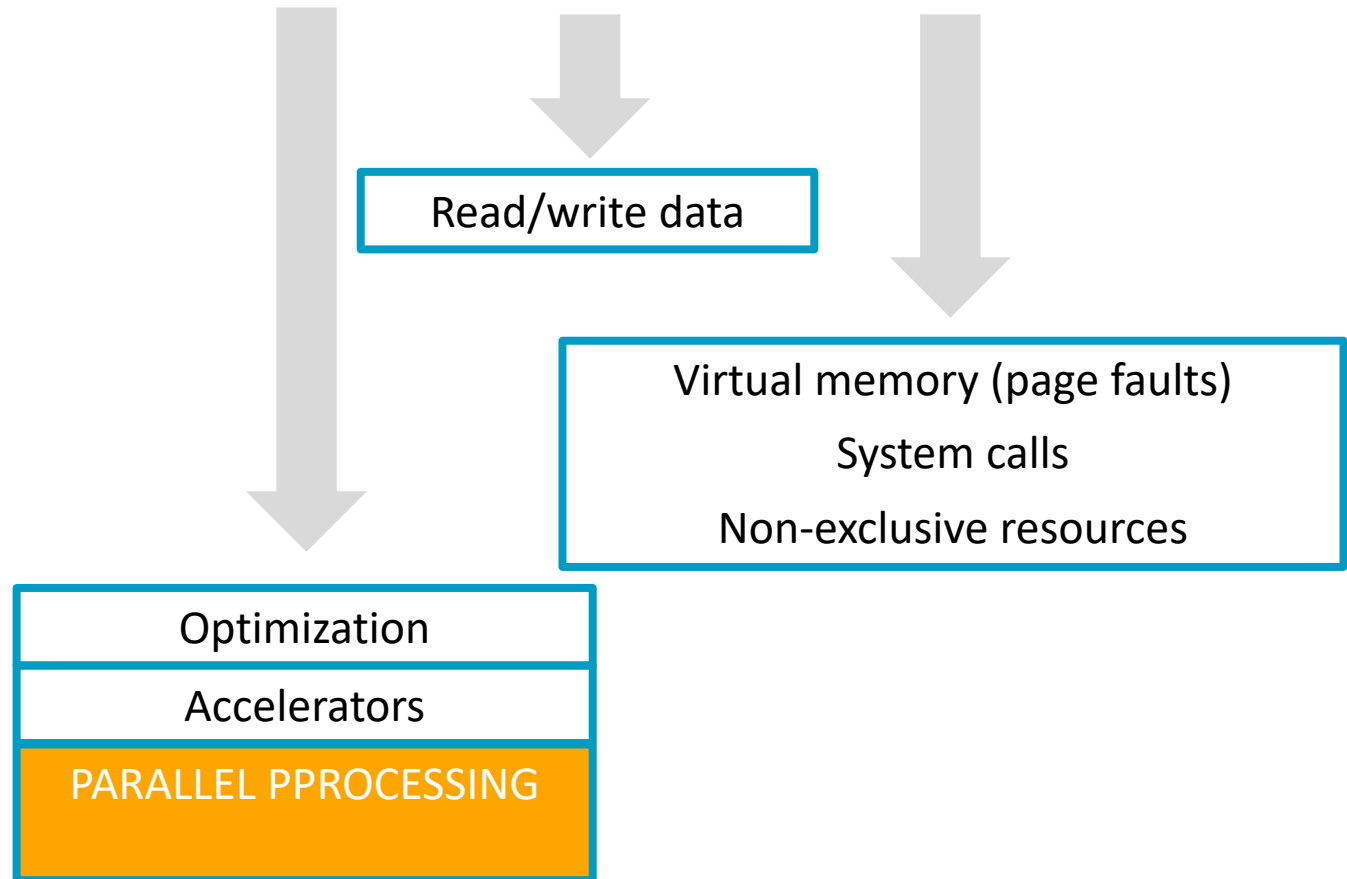 Read/write data
Virtual memory (page faults)
System calls
Non-exclusive resources
Optimization
Accelerators
PARALLEL PPROCESSING